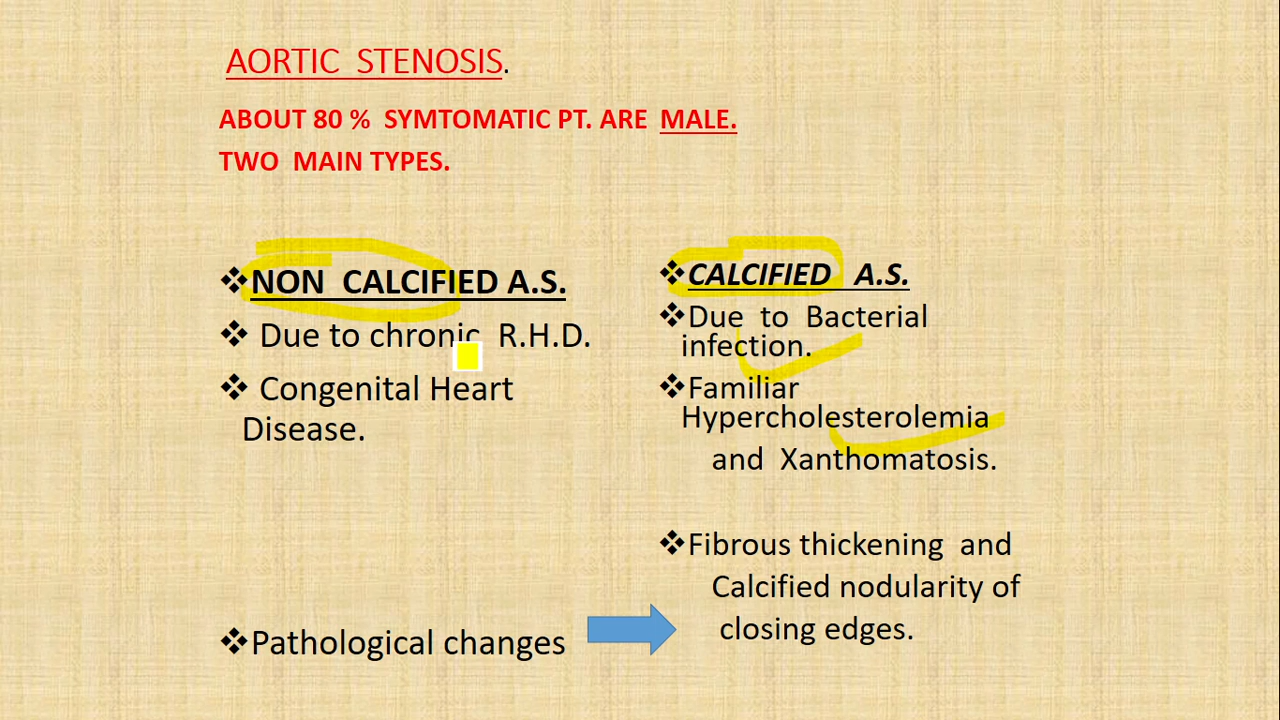 AORTIC STENOSIS.
ABOUT 80 % SYMTOMATIC PT. ARE MALE.
TWO MAIN TYPES.
❖NON CALCIFIED A.S.
❖ Due to chronic R.H.D.
❖ Congenital Heart
Disease.
❖Pathological changes
❖CALCIFIED A.S.
❖Due to Bacterial
infection.
❖Familiar
Hypercholesterolemia
and Xanthomatosis.
❖Fibrous thickening and
Calcified nodularity of
closing edges.